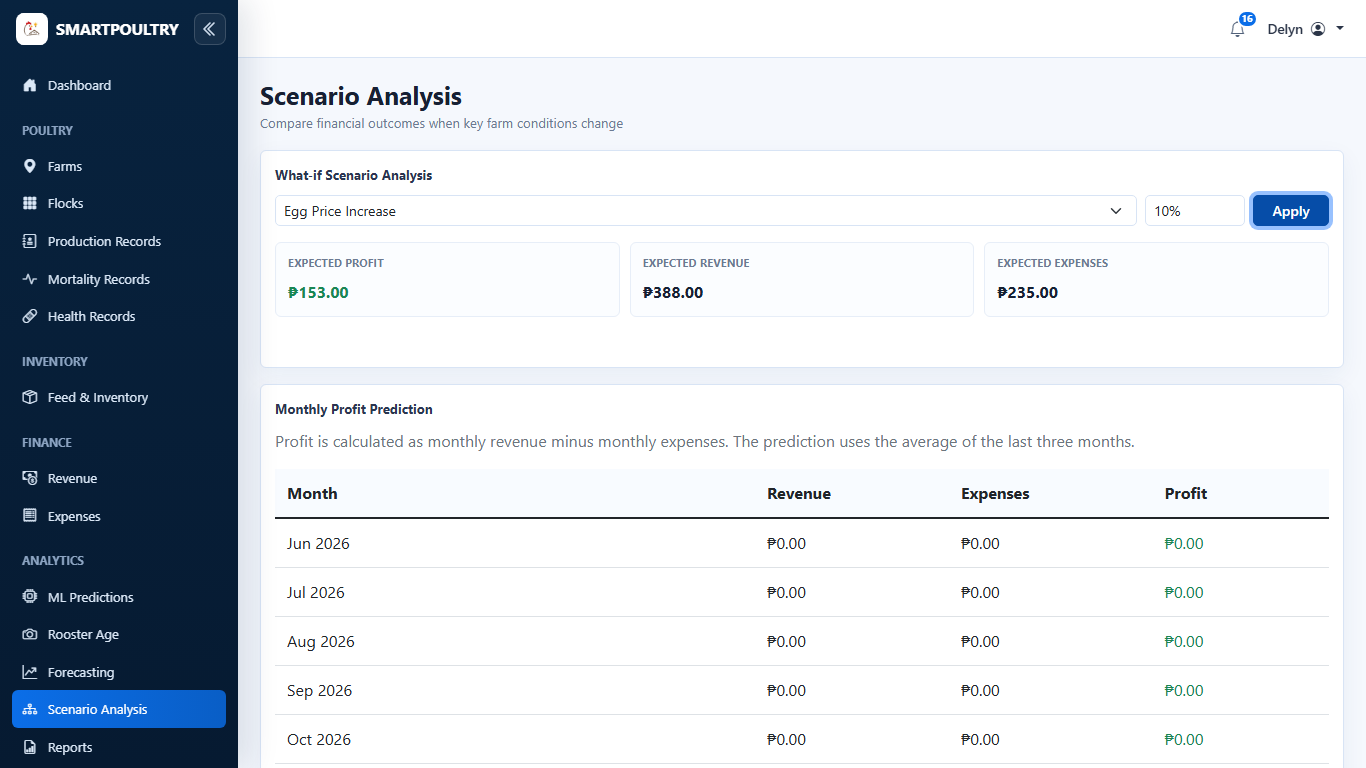 SMARTPOULTRY
16
Delyn
Dashboard
POULTRY
Farms
Flocks
Production Records
Mortality Records
Health Records
INVENTORY
Feed & Inventory
FINANCE
Revenue
Expenses
ANALYTICS
ML Predictions
Rooster Age
Forecasting
Scenario Analysis
Reports
Scenario Analysis
Compare financial outcomes when key farm conditions change
What-if Scenario Analysis
Egg Price Increase 10% Apply
EXPECTED PROFIT EXPECTED REVENUE EXPECTED EXPENSES
₱153.00 ₱388.00 ₱235.00
Monthly Profit Prediction
Profit is calculated as monthly revenue minus monthly expenses. The prediction uses the average of the last three months.
Month Revenue Expenses Profit
Jun 2026 ₱0.00 ₱0.00 ₱0.00
Jul 2026 ₱0.00 ₱0.00 ₱0.00
Aug 2026 ₱0.00 ₱0.00 ₱0.00
Sep 2026 ₱0.00 ₱0.00 ₱0.00
Oct 2026 ₱0.00 ₱0.00 ₱0.00